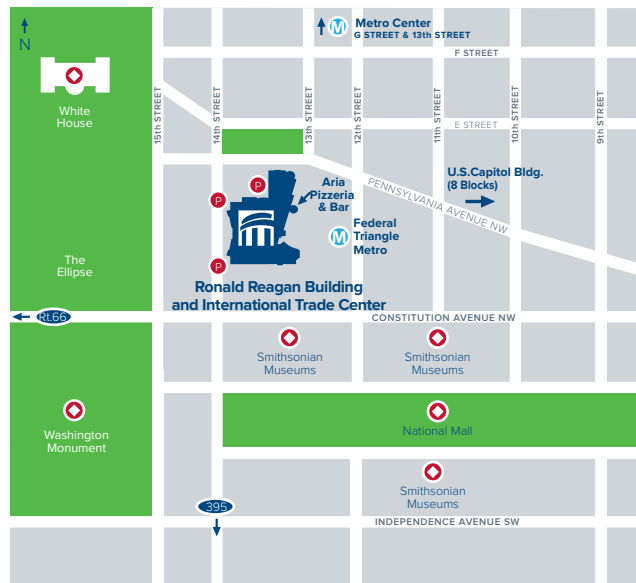 N
Metro Center
G STREET & 13th STREET
F STREET
E STREET
15th STREET
14th STREET
13th STREET
12th STREET
11th STREET
10th STREET
9th STREET
White
House
P
P
P
Aria
Pizzeria
& Bar
U.S.Capitol Bldg.
(8 Blocks)
PENNSYLVANIA AVENUE NW
M
M
Federal
Triangle
Metro
The
Ellipse
Ronald Reagan Building
and International Trade Center
Rt.66
CONSTITUTION AVENUE NW
Smithsonian
Museums
Smithsonian
Museums
Washington
Monument
National Mall
Smithsonian
Museums
395
INDEPENDENCE AVENUE SW